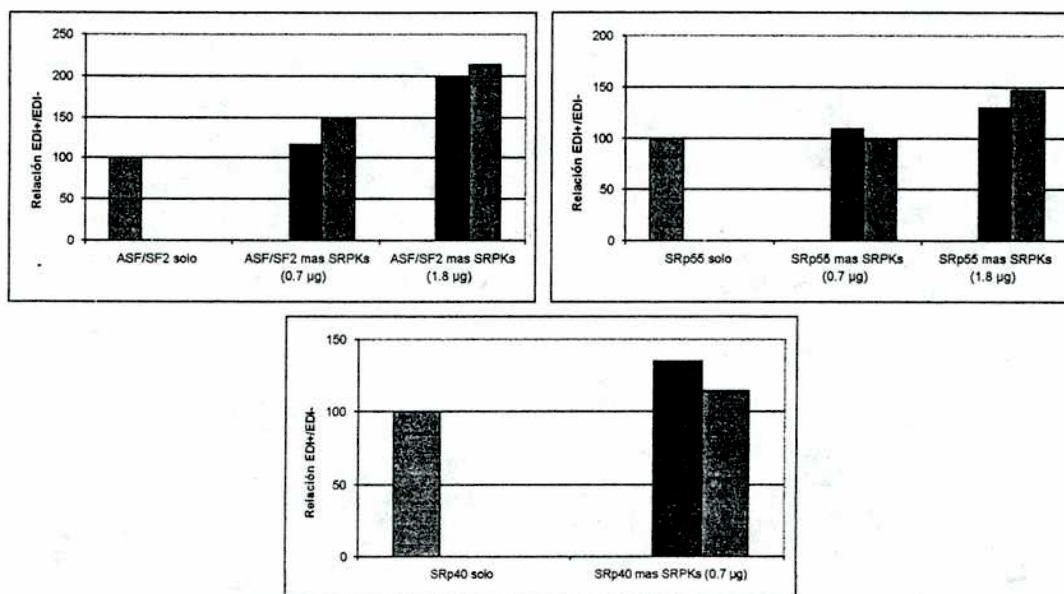 Relación EDI+/EDI-
250
200
150
100
50
0
ASF/SF2 solo
ASF/SF2 mas SRPKs
(0.7 µg)
ASF/SF2 mas SRPKs
(1.8 µg)
Relación EDI+/EDI-
200
150
100
50
0
SRp55 solo
SRp55 mas SRPKs
(0.7 µg)
SRp55 mas SRPKs
(1.8 µg)
Relación EDI+/EDI-
150
100
50
0
SRp40 solo
SRp40 mas SRPKs (0.7 µg)